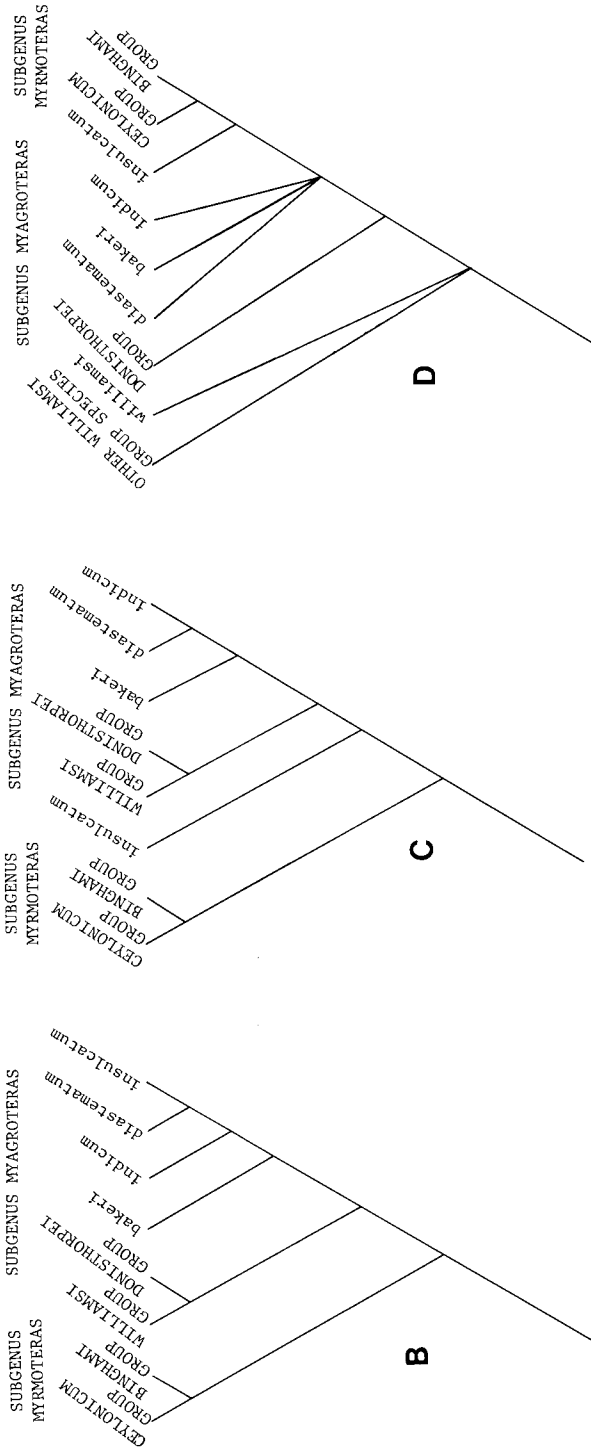 SUBGENUS
MYRMOTERAS
SUBGENUS MYAGROTERAS
CEYLONICUM
GROUP
BINGHAMI
GROUP
WILLIAMSI
GROUP
DONISTHORPEI
GROUP
bakeri
indicum
diastematum
insulcatum
B
SUBGENUS
MYRMOTERAS
SUBGENUS MYAGROTERAS
CEYLONICUM
GROUP
BINGHAMI
GROUP
insulcatum
WILLIAMSI
GROUP
DONISTHORPEI
GROUP
bakeri
diastematum
indicum
C
SUBGENUS MYAGROTERAS
SUBGENUS
MYRMOTERAS
OTHER WILLIAMSI
GROUP SPECIES
williamsi
DONISTHORPEI
GROUP
diastematum
bakeri
indicum
insulcatum
CEYLONICUM
GROUP
BINGHAMI
GROUP
D